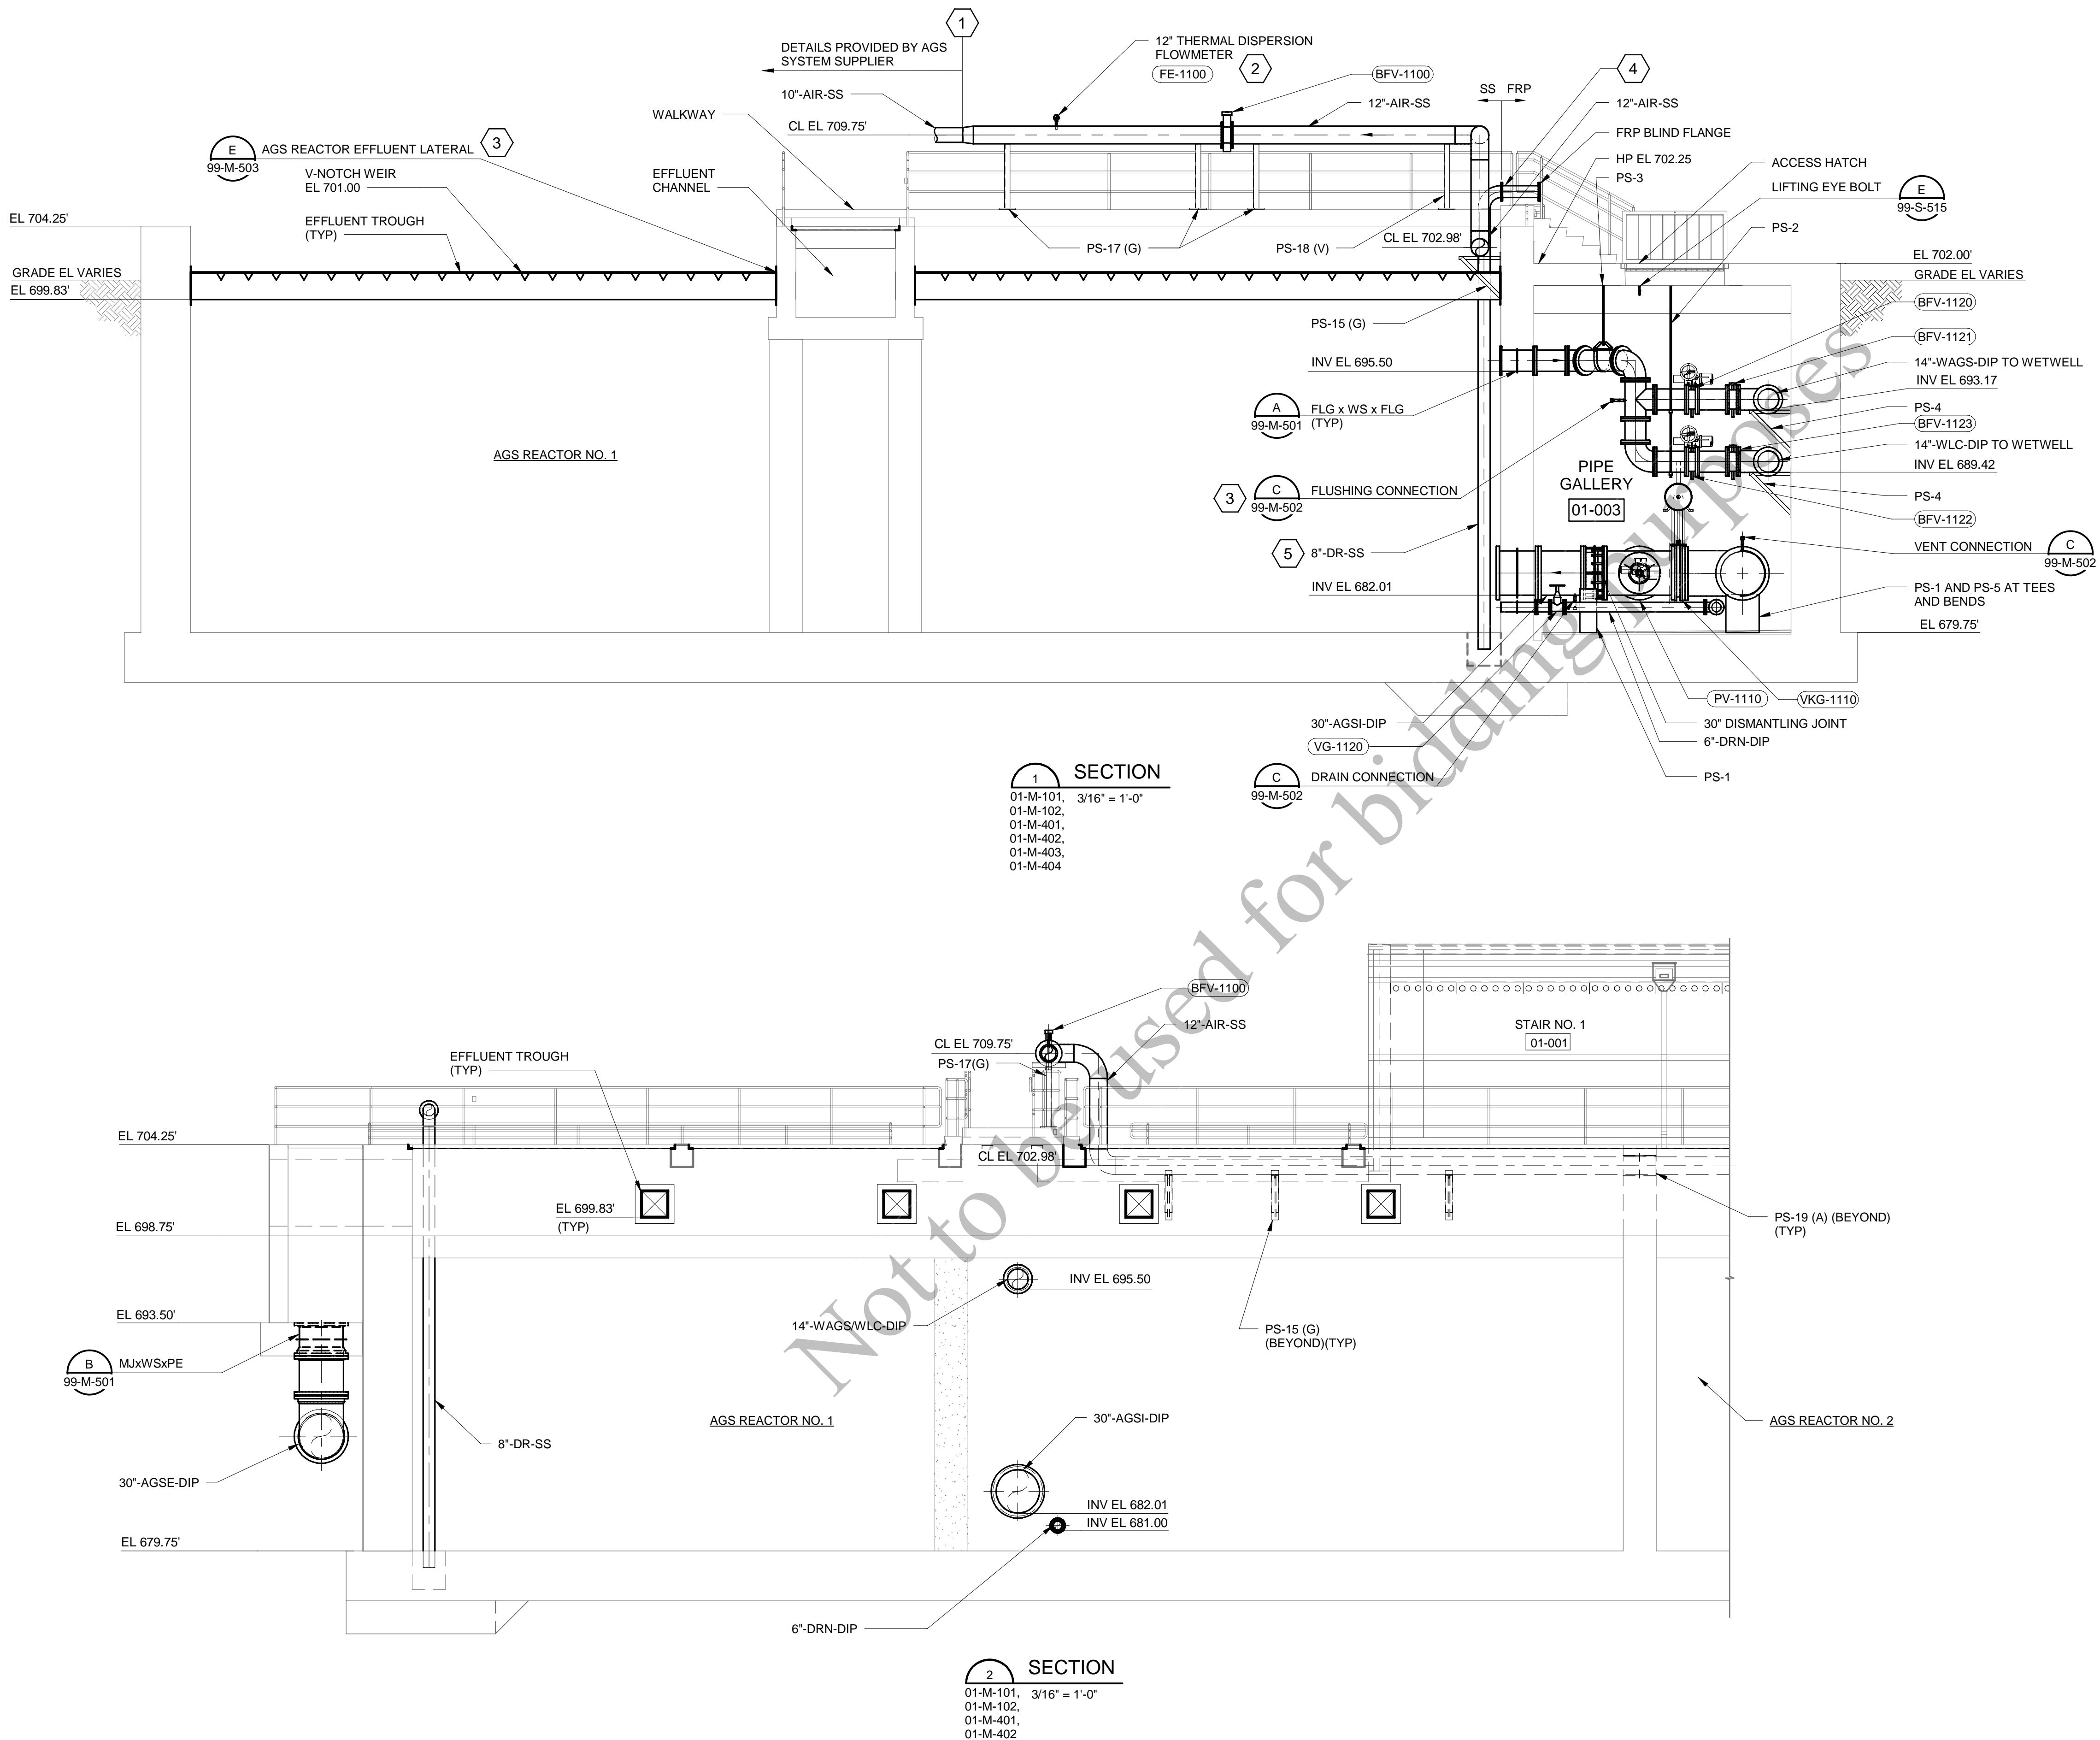 1
DETAILS PROVIDED BY AGS
SYSTEM SUPPLIER
12" THERMAL DISPERSION
FLOWMETER
FE-1100
2
BFV-1100
4
10"-AIR-SS
12"-AIR-SS
SS FRP
12"-AIR-SS
WALKWAY
CL EL 709.75'
FRP BLIND FLANGE
E
99-M-503
AGS REACTOR EFFLUENT LATERAL
3
HP EL 702.25
PS-3
ACCESS HATCH
V-NOTCH WEIR
EL 701.00
EFFLUENT
CHANNEL
LIFTING EYE BOLT
E
99-S-515
EL 704.25'
EFFLUENT TROUGH
(TYP)
PS-17 (G)
PS-18 (V)
CL EL 702.98'
PS-2
GRADE EL VARIES
EL 699.83'
EL 702.00'
GRADE EL VARIES
PS-15 (G)
BFV-1120
BFV-1121
INV EL 695.50
14"-WAGS-DIP TO WETWELL
INV EL 693.17
A
99-M-501
FLG x WS x FLG
(TYP)
PS-4
BFV-1123
14"-WLC-DIP TO WETWELL
INV EL 689.42
AGS REACTOR NO. 1
PIPE
GALLERY
01-003
3
C
99-M-502
FLUSHING CONNECTION
PS-4
BFV-1122
5
8"-DR-SS
VENT CONNECTION
C
99-M-502
INV EL 682.01
PS-1 AND PS-5 AT TEES
AND BENDS
EL 679.75'
PV-1110
VKG-1110
30"-AGSI-DIP
30" DISMANTLING JOINT
VG-1120
6"-DRN-DIP
C
99-M-502
DRAIN CONNECTION
PS-1
1
SECTION
01-M-101,
01-M-102,
01-M-401,
01-M-402,
01-M-403,
01-M-404
3/16" = 1'-0"
Not to be used for bidding purposes
BFV-1100
12"-AIR-SS
STAIR NO. 1
01-001
CL EL 709.75'
PS-17(G)
EFFLUENT TROUGH
(TYP)
EL 704.25'
CL EL 702.98'
EL 699.83'
(TYP)
EL 698.75'
PS-19 (A) (BEYOND)
(TYP)
INV EL 695.50
EL 693.50'
14"-WAGS/WLC-DIP
PS-15 (G)
(BEYOND)(TYP)
B
99-M-501
MJxWSxPE
AGS REACTOR NO. 1
30"-AGSI-DIP
AGS REACTOR NO. 2
8"-DR-SS
30"-AGSE-DIP
INV EL 682.01
INV EL 681.00
EL 679.75'
6"-DRN-DIP
2
SECTION
01-M-101,
01-M-102,
01-M-401,
01-M-402
3/16" = 1'-0"